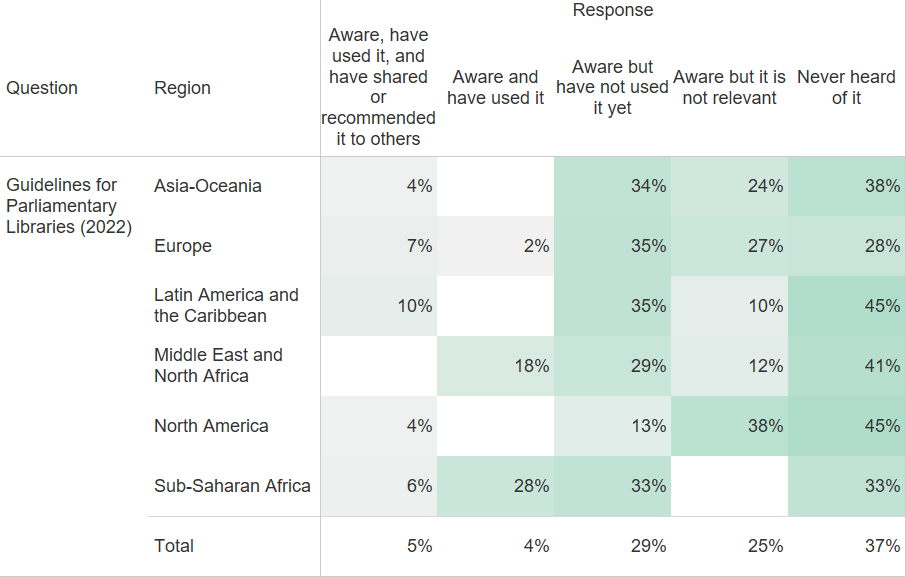 Response
Question
Region
Aware, have
used it, and
have shared
or
recommended
it to others
Aware and
have used it
Aware but
have not used
it yet
Aware but it is
not relevant
Never heard
of it
Guidelines for
Parliamentary
Libraries (2022)
Asia-Oceania 4% 34% 24% 38%
Europe 7% 2% 35% 27% 28%
Latin America and
the Caribbean 10% 35% 10% 45%
Middle East and
North Africa 18% 29% 12% 41%
North America 4% 13% 38% 45%
Sub-Saharan Africa 6% 28% 33% 33%
Total 5% 4% 29% 25% 37%